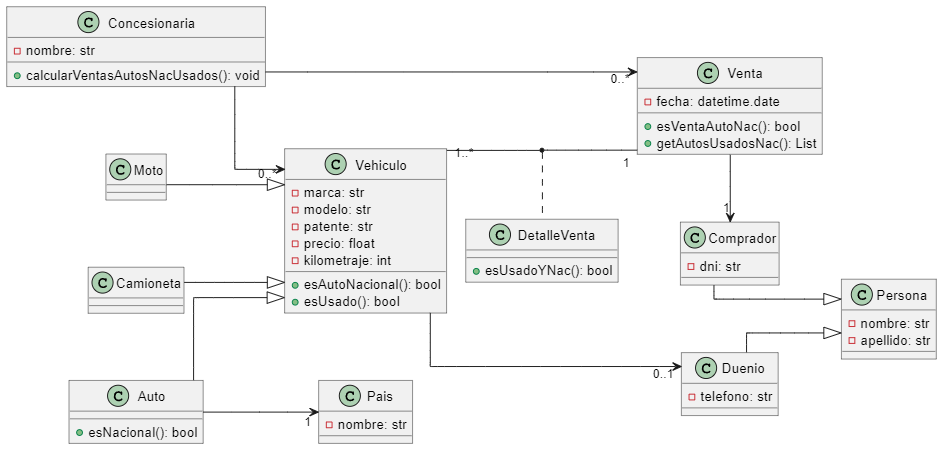 C Concesionaria
nombre: str
calcularVentasAutosNacUsados(): void
0..*
C Venta
fecha: datetime.date
esVentaAutoNac(): bool
getAutosUsadosNac(): List
0..*
C Moto
C Vehiculo
marca: str
modelo: str
patente: str
precio: float
kilometraje: int
esAutoNacional(): bool
esUsado(): bool
1..*
1
C DetalleVenta
esUsadoYNac(): bool
1
C Comprador
dni: str
C Camioneta
C Persona
nombre: str
apellido: str
0..1
C Duenio
telefono: str
C Auto
esNacional(): bool
1
C Pais
nombre: str